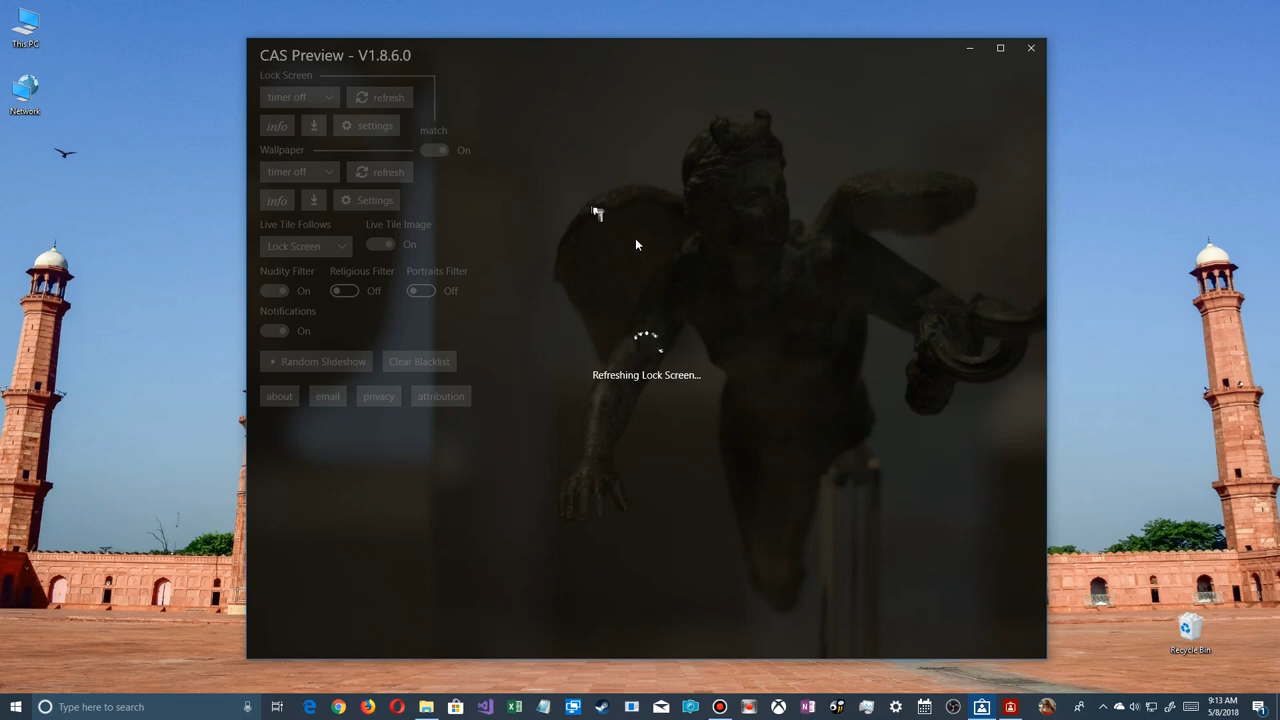 This PC
Network
CAS Preview - V1.8.6.0
Lock Screen
timer off
refresh
info
settings
match
On
Wallpaper
timer off
refresh
info
Settings
Live Tile Follows
Live Tile Image
Lock Screen
On
Nudity Filter
Religious Filter
Portraits Filter
On
Off
Off
Notifications
On
Random Slideshow
Clear Blacklist
about
email
privacy
attribution
Refreshing Lock Screen...
Recycle Bin
Type here to search
9:13 AM
5/8/2018